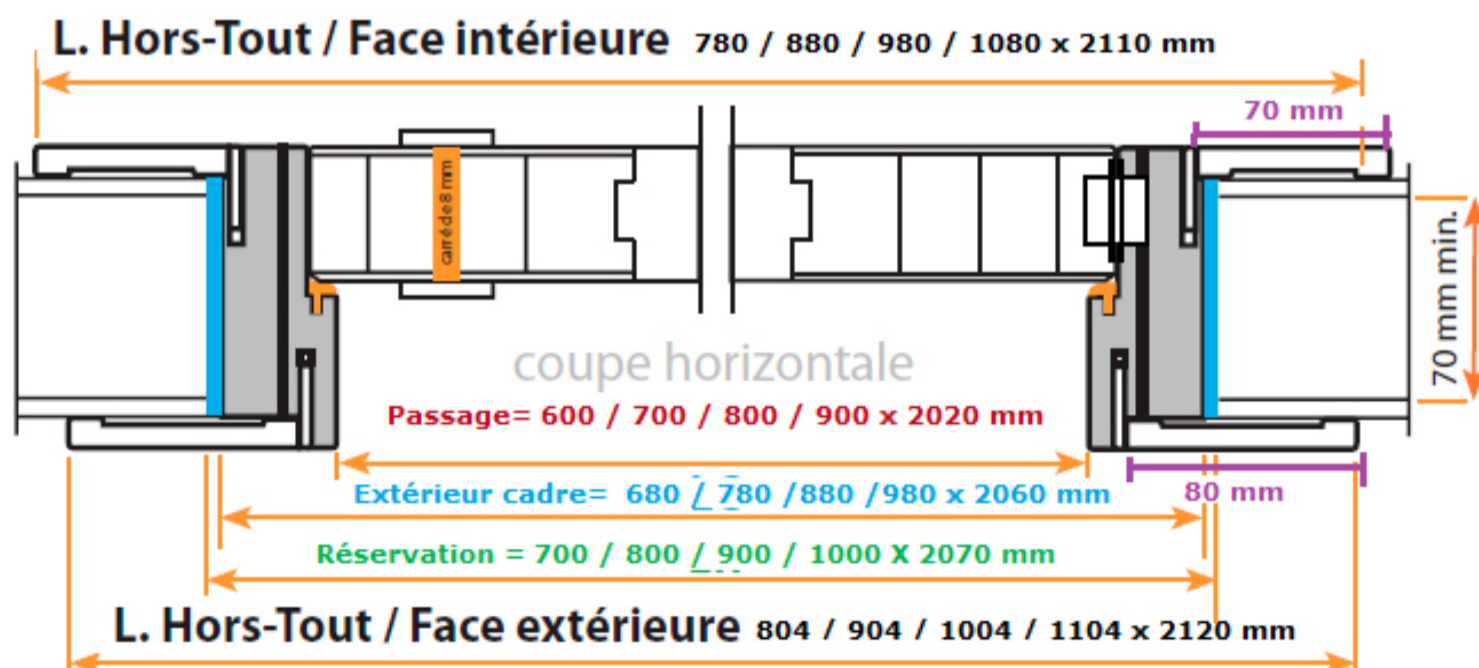 L. Hors-Tout / Face intérieure 780 / 880 / 980 / 1080 x 2110 mm
70 mm
carré de 8 mm
70 mm min.
coupe horizontale
Passage= 600 / 700 / 800 / 900 x 2020 mm
Extérieur cadre= 680 / 780 /880 /980 x 2060 mm
80 mm
Réservation = 700 / 800 / 900 / 1000 X 2070 mm
L. Hors-Tout / Face extérieure 804 / 904 / 1004 / 1104 x 2120 mm